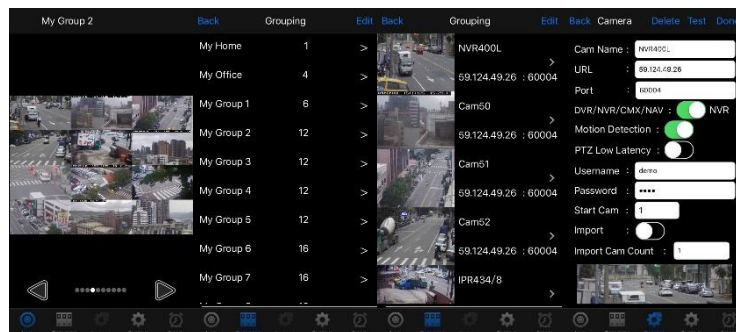 My Group 2
Back Grouping Edit
My Home 1 >
My Office 4 >
My Group 1 6 >
My Group 2 12 >
My Group 3 12 >
My Group 4 12 >
My Group 5 12 >
My Group 6 16 >
My Group 7 16 >
Back Grouping Edit
NVR400L
>
59.124.49.26 : 60004
Cam50
>
59.124.49.26 : 60004
Cam51
>
59.124.49.26 : 60004
Cam52
>
59.124.49.26 : 60004
IPR434/8
>
Back Camera Delete Test Done
Cam Name : NVR400L
URL : 59.124.49.26
Port : 60004
DVR/NVR/CMX/NAV : NVR
Motion Detection :
PTZ Low Latency :
Username : demo
Password : ••••
Start Cam : 1
Import :
Import Cam Count : 1